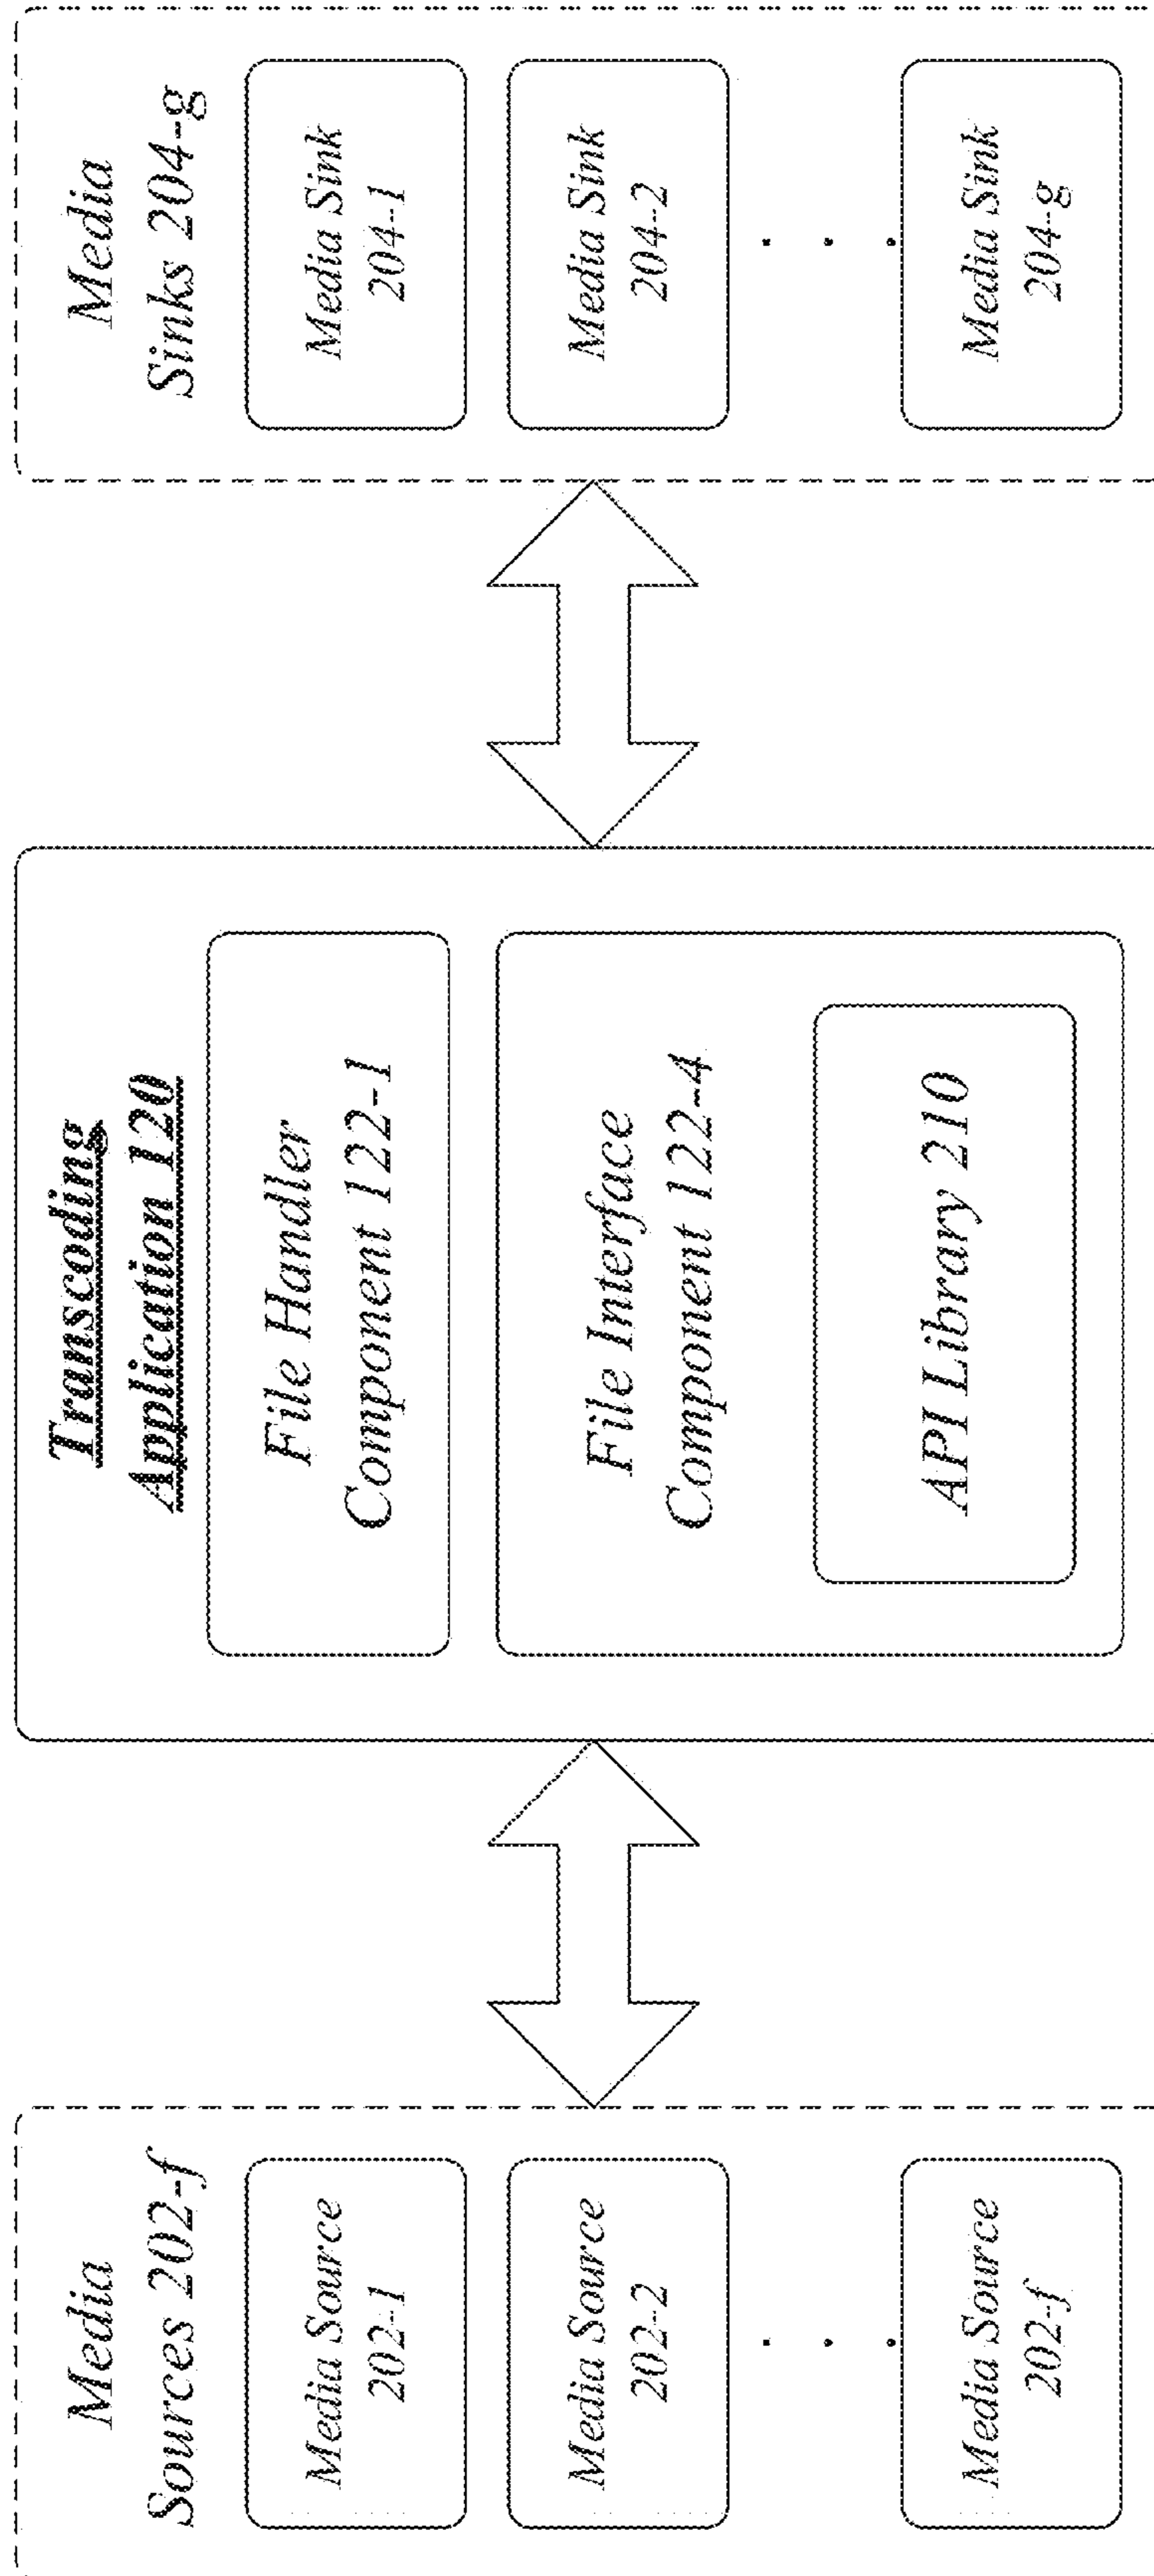 Media
Sources 202-f
Media Source
202-1
Media Source
202-2
Media Source
202-f
Transcoding
Application 120
File Handler
Component 122-1
File Interface
Component 122-4
API Library 210
Media
Sinks 204-g
Media Sink
204-1
Media Sink
204-2
Media Sink
204-g